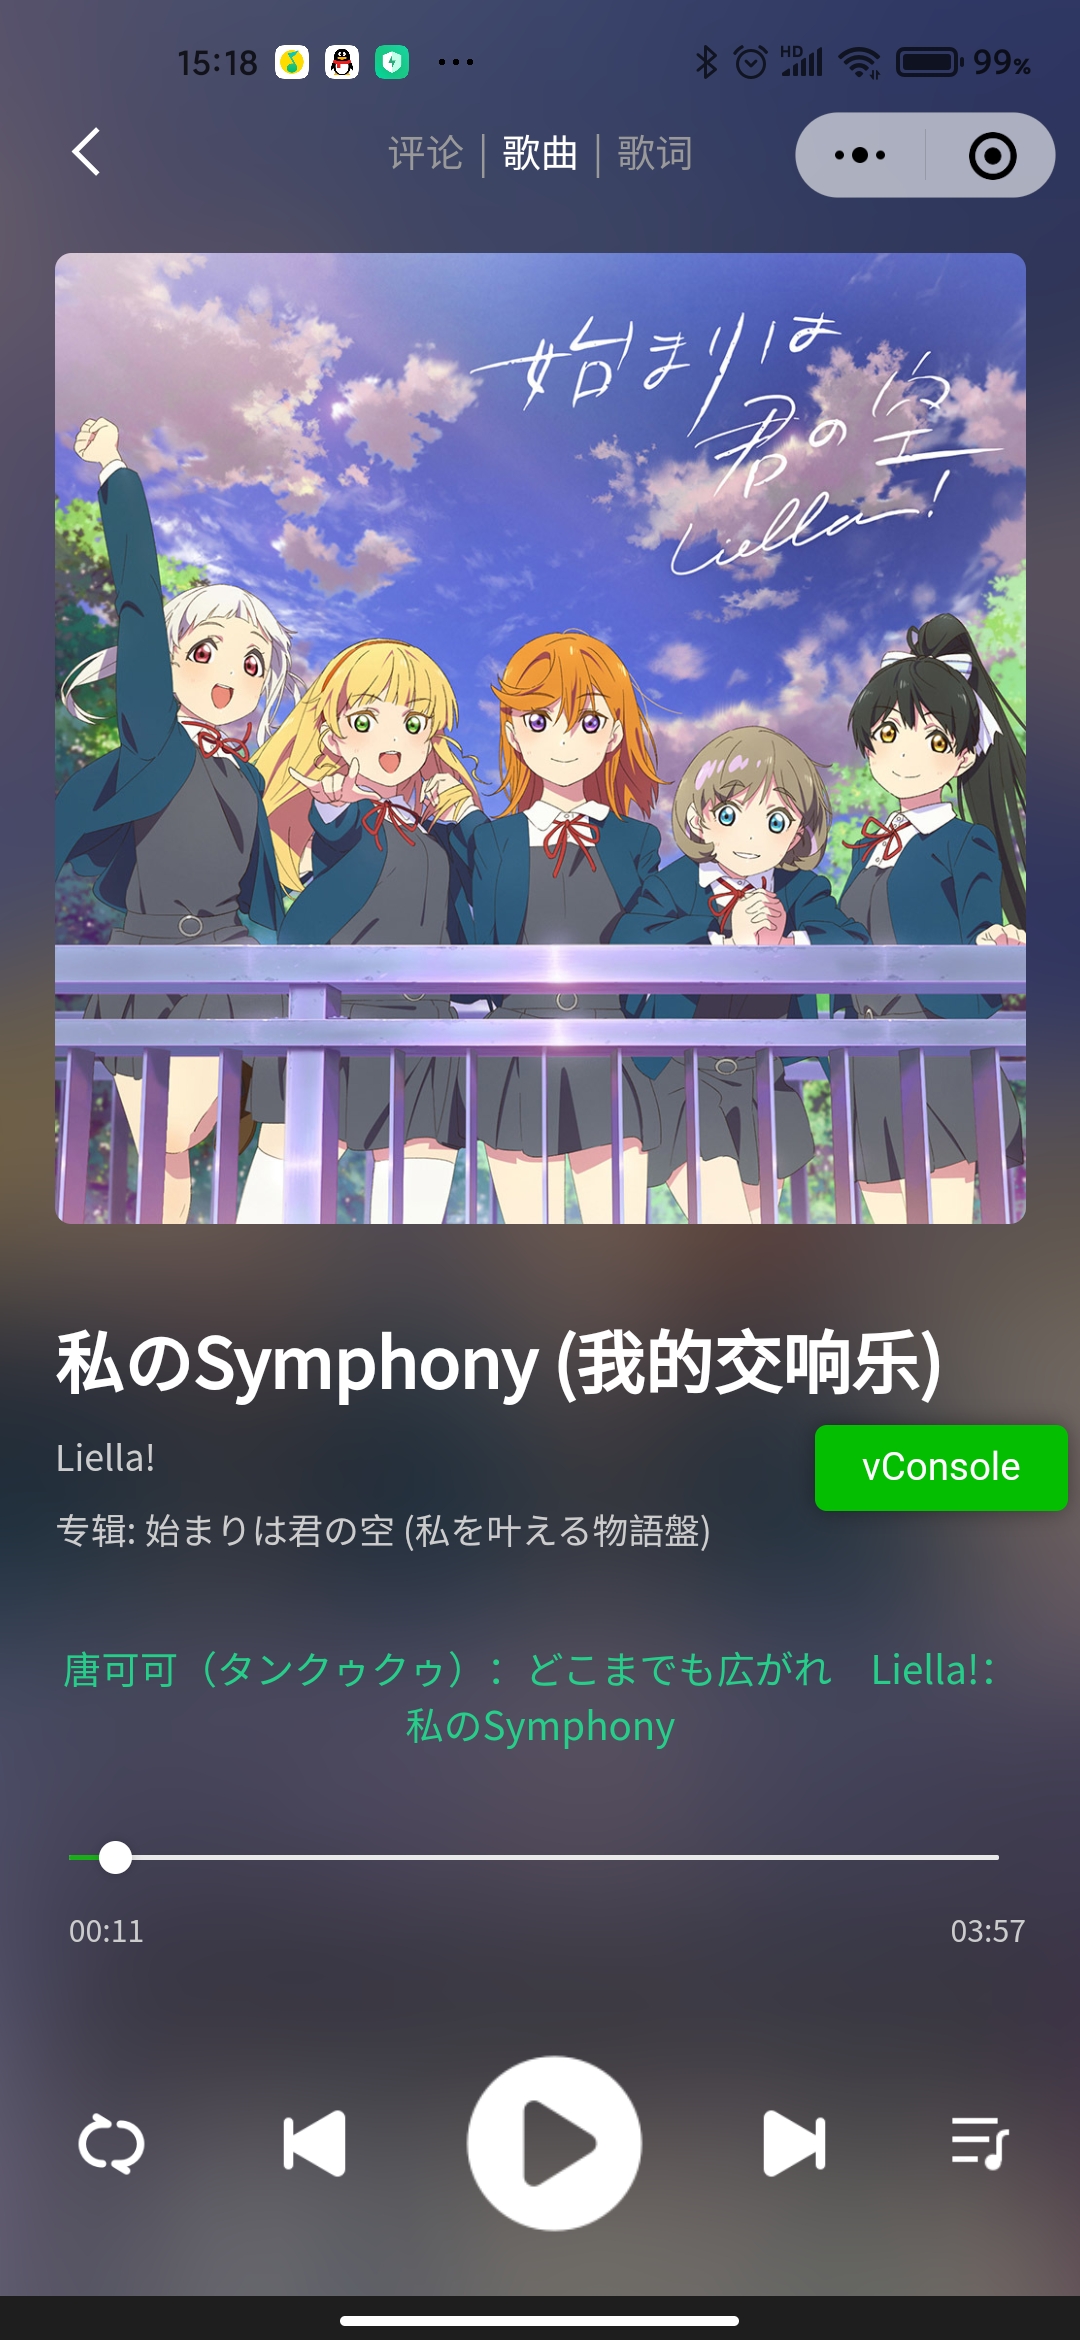 15:18
HD
99%
评论 | 歌曲 | 歌词
始まりは
君の空
Liella!
私のSymphony (我的交响乐)
Liella!
vConsole
专辑: 始まりは君の空 (私を叶える物語盤)
唐可可（タンクゥクゥ）：どこまでも広がれ　Liella!：
私のSymphony
00:11
03:57